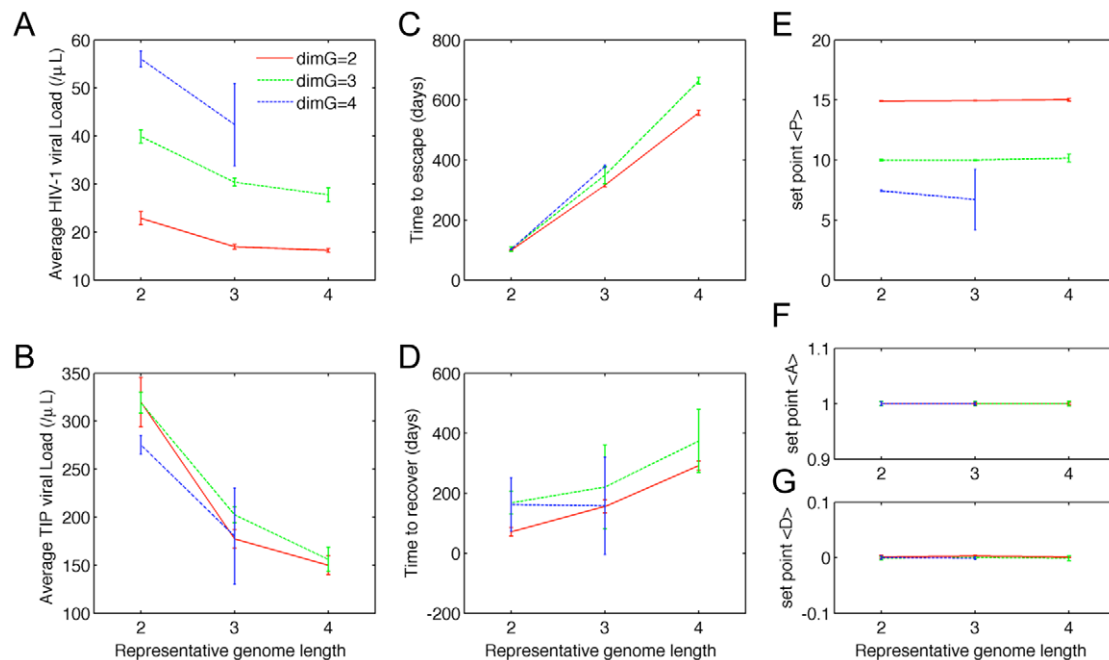 A
Average HIV-1 viral Load (/μL)
60
50
40
30
20
10
2 3 4
dimG=2
dimG=3
dimG=4
B
Average TIP viral Load (/μL)
350
300
250
200
150
100
2 3 4
Representative genome length
C
Time to escape (days)
800
600
400
200
0
2 3 4
D
Time to recover (days)
600
400
200
0
-200
2 3 4
Representative genome length
E
set point <P>
20
15
10
5
0
2 3 4
F
set point <A>
1.1
1
0.9
2 3 4
G
set point <D>
0.1
0
-0.1
2 3 4
Representative genome length